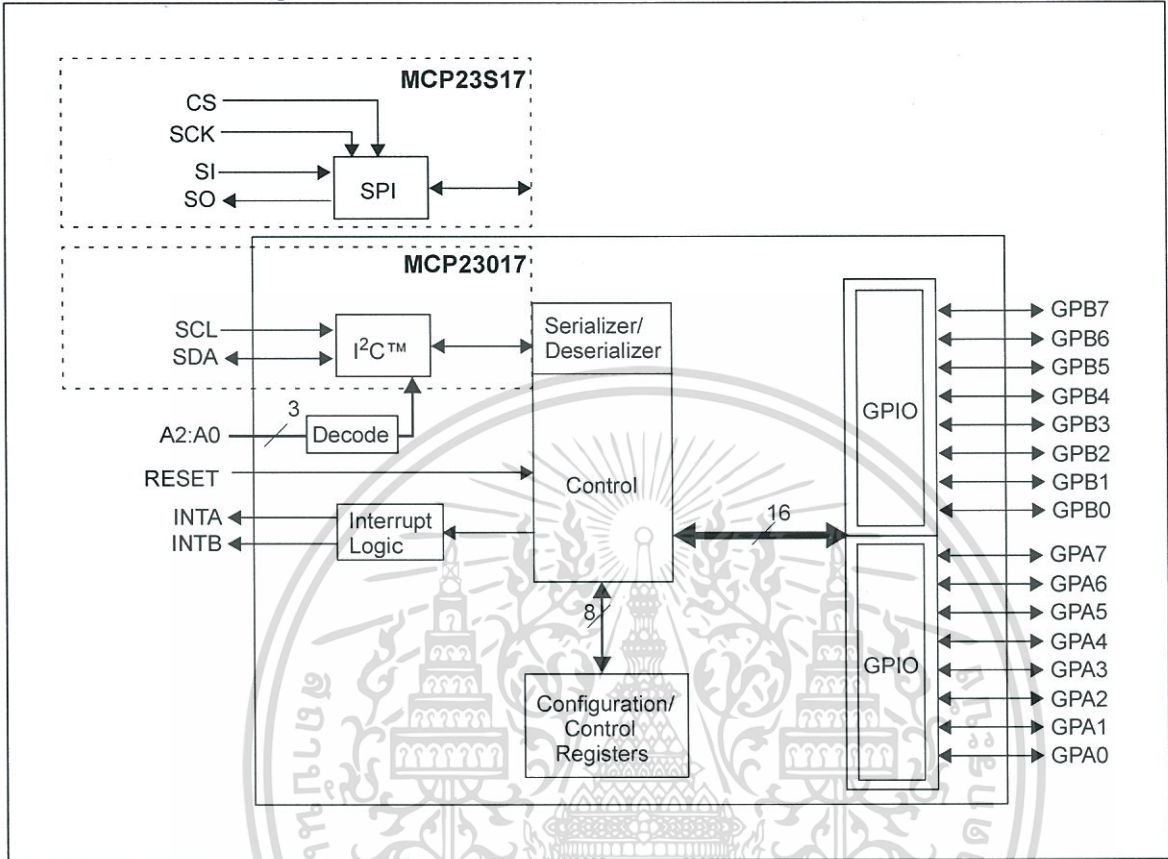 MCP23S17
CS
SCK
SI
SO
SPI
MCP23017
SCL
SDA
I²C™
Serializer/
Deserializer
3
A2:A0
Decode
RESET
Control
INTA
INTB
Interrupt
Logic
16
8
Configuration/
Control
Registers
GPIO
GPB7
GPB6
GPB5
GPB4
GPB3
GPB2
GPB1
GPB0
GPIO
GPA7
GPA6
GPA5
GPA4
GPA3
GPA2
GPA1
GPA0